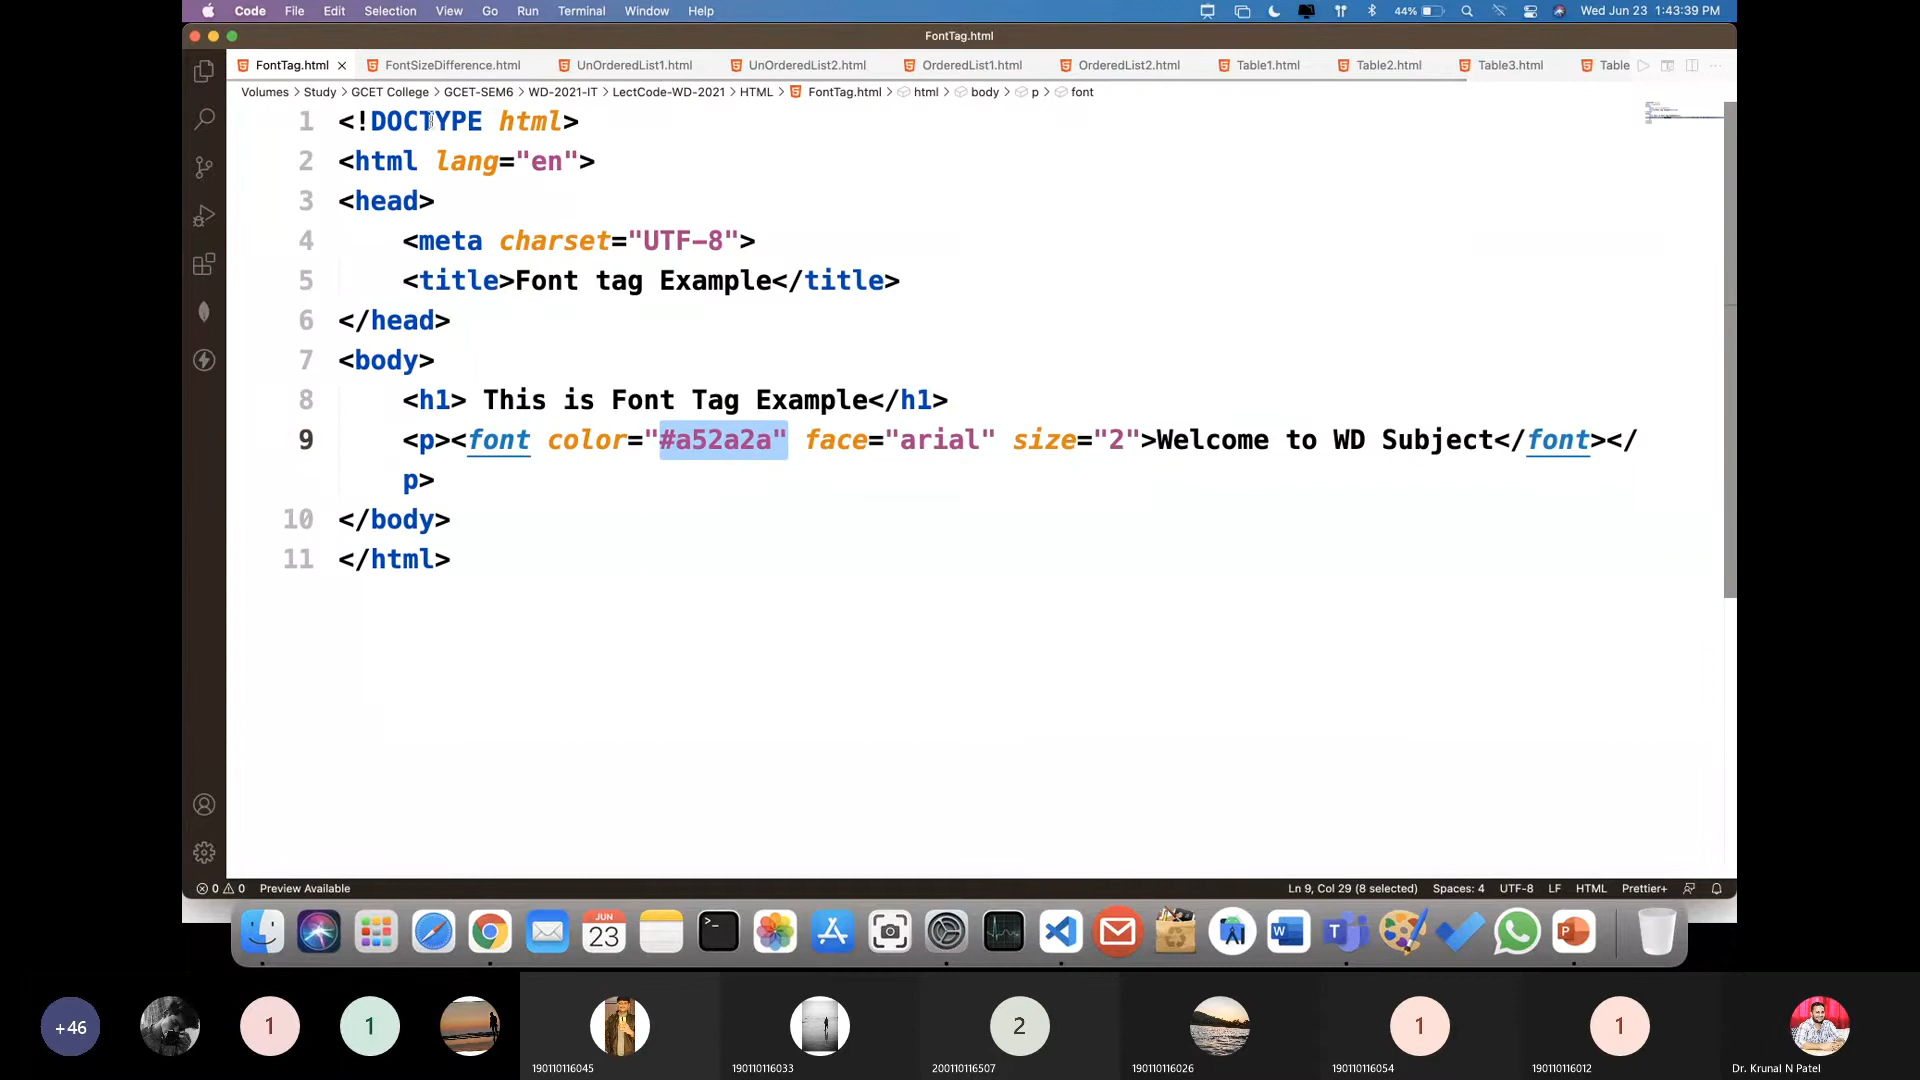 Code File Edit Selection View Go Run Terminal Window Help 44% Wed Jun 23 1:43:39 PM
FontTag.html
FontTag.html FontSizeDifference.html UnOrderedList1.html UnOrderedList2.html OrderedList1.html OrderedList2.html Table1.html Table2.html Table3.html Table
Volumes > Study > GCET College > GCET-SEM6 > WD-2021-IT > LectCode-WD-2021 > HTML > FontTag.html > html > body > p > font
1 <!DOCTYPE html>
2 <html lang="en">
3 <head>
4 <meta charset="UTF-8">
5 <title>Font tag Example</title>
6 </head>
7 <body>
8 <h1> This is Font Tag Example</h1>
9 <p><font color="#a52a2a" face="arial" size="2">Welcome to WD Subject</font></
p>
10 </body>
11 </html>
0 0 Preview Available Ln 9, Col 29 (8 selected) Spaces: 4 UTF-8 LF HTML Prettier+
JUN
23
W T P
+46 1 1 2 1 1
190110116045 190110116033 200110116507 190110116026 190110116054 190110116012 Dr. Krunal N Patel